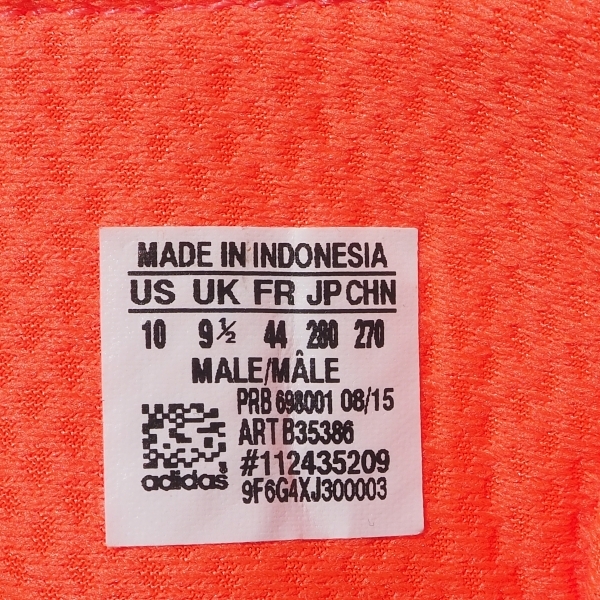 MADE IN INDONESIA
US UK FR JP CHN
10 9½ 44 280 270
MALE/MÂLE
PRB 698001 08/15
ART B35386
#112435209
adidas
9F6G4XJ300003